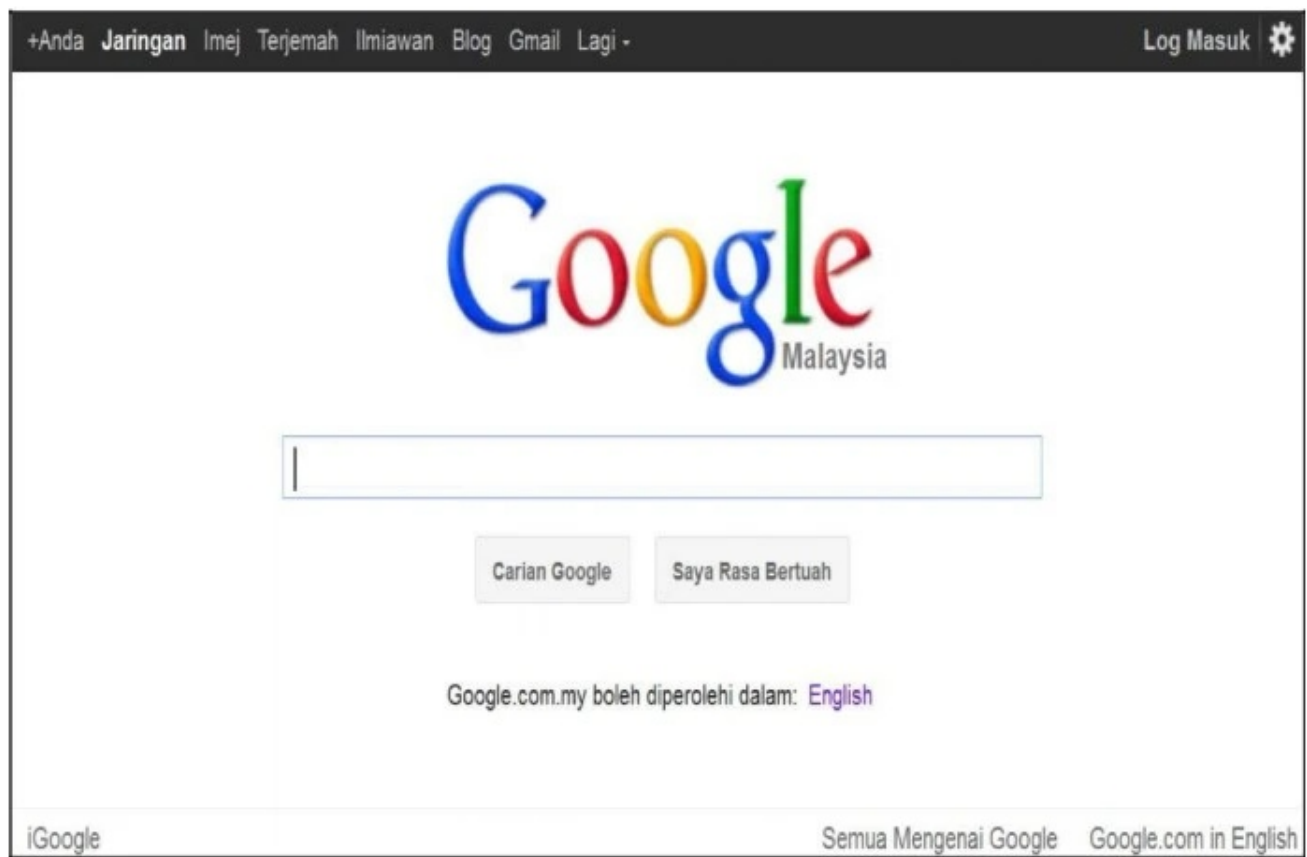 +Anda Jaringan Imej Terjemah Ilmiawan Blog Gmail Lagi Log Masuk
Google
Malaysia
Carian Google Saya Rasa Bertuah
Google.com.my boleh diperolehi dalam: English
iGoogle Semua Mengenai Google Google.com in English